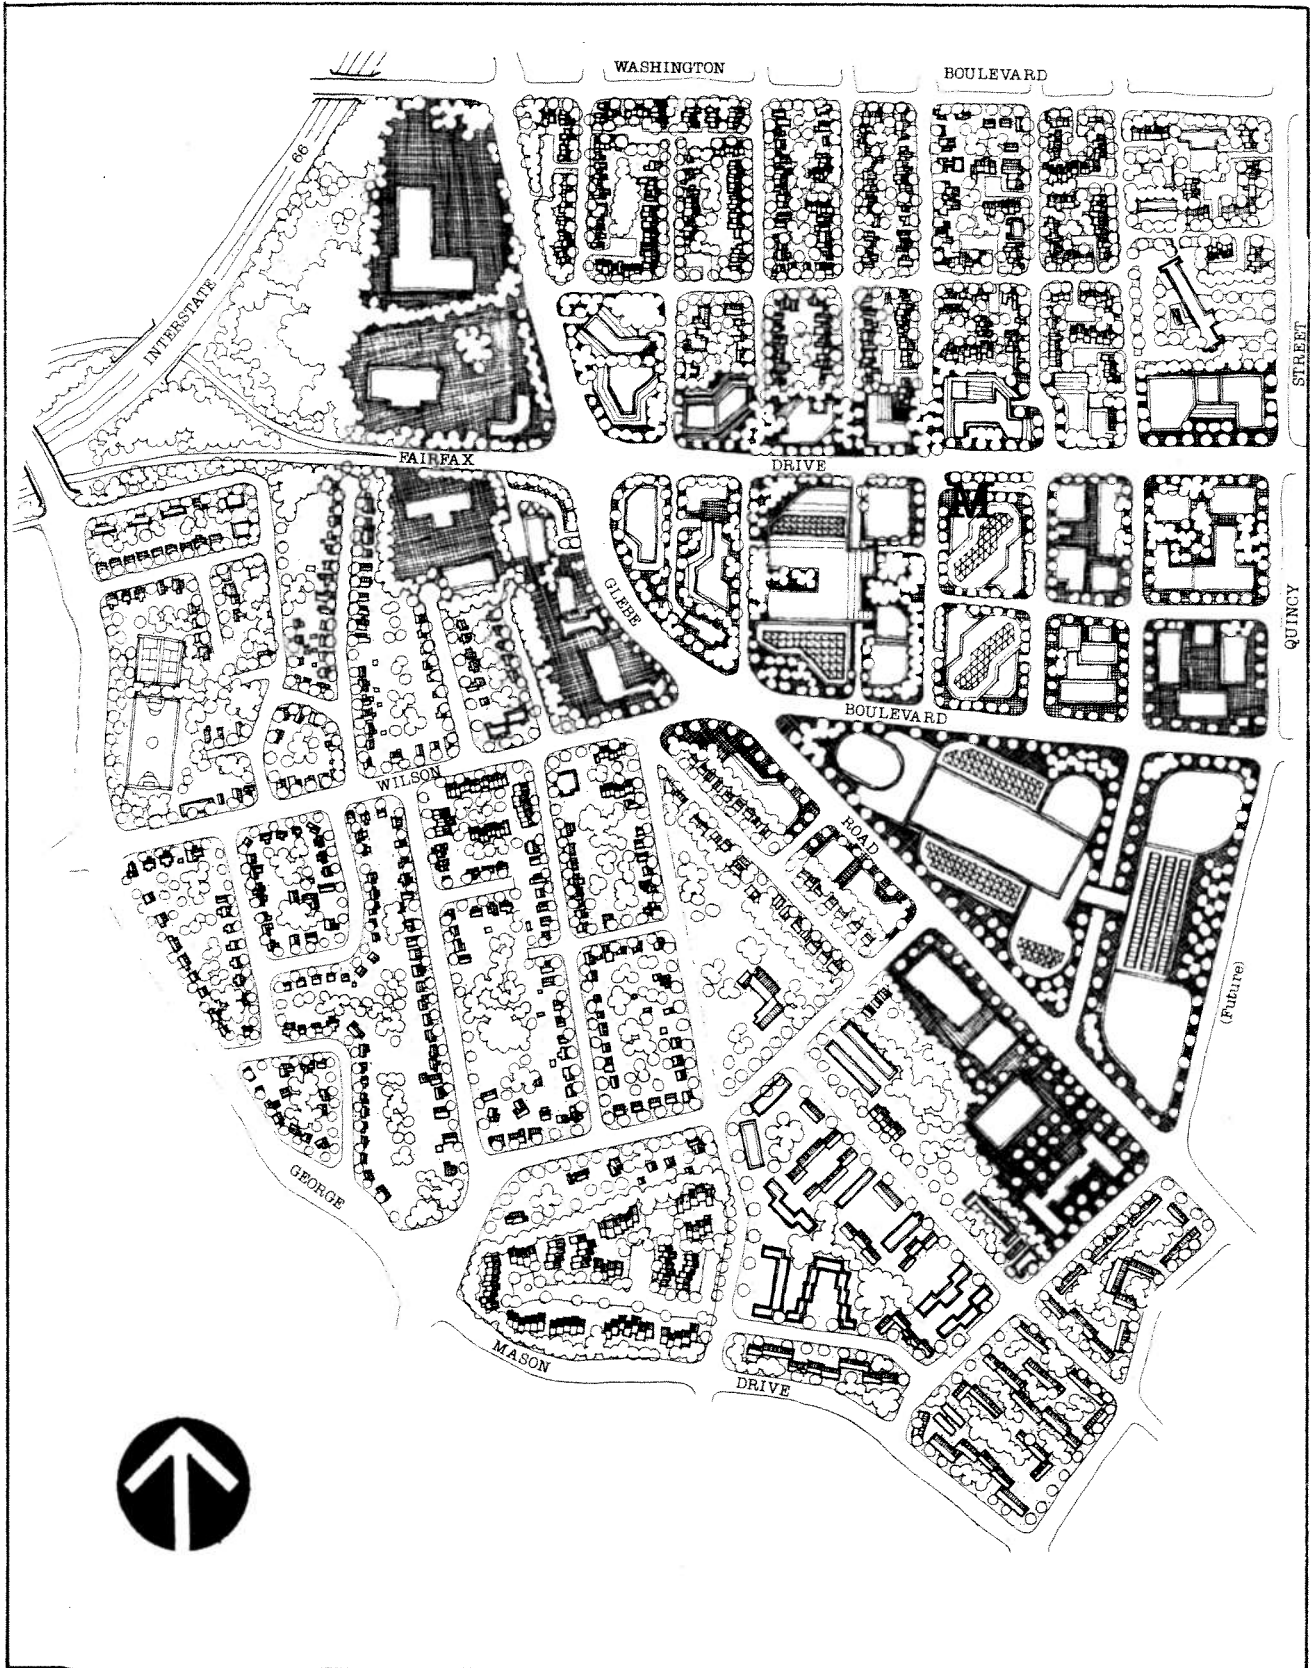 WASHINGTON
BOULEVARD
66
INTERSTATE
STREET
FAIRFAX
DRIVE
M
GLEBE
QUINCY
BOULEVARD
WILSON
ROAD
(Future)
GEORGE
MASON
DRIVE